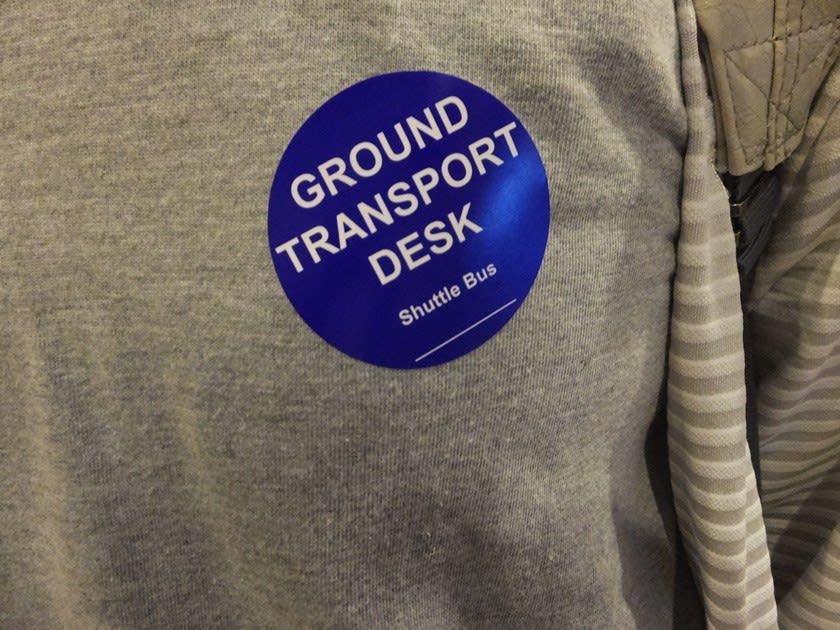 GROUND
TRANSPORT
DESK
Shuttle Bus